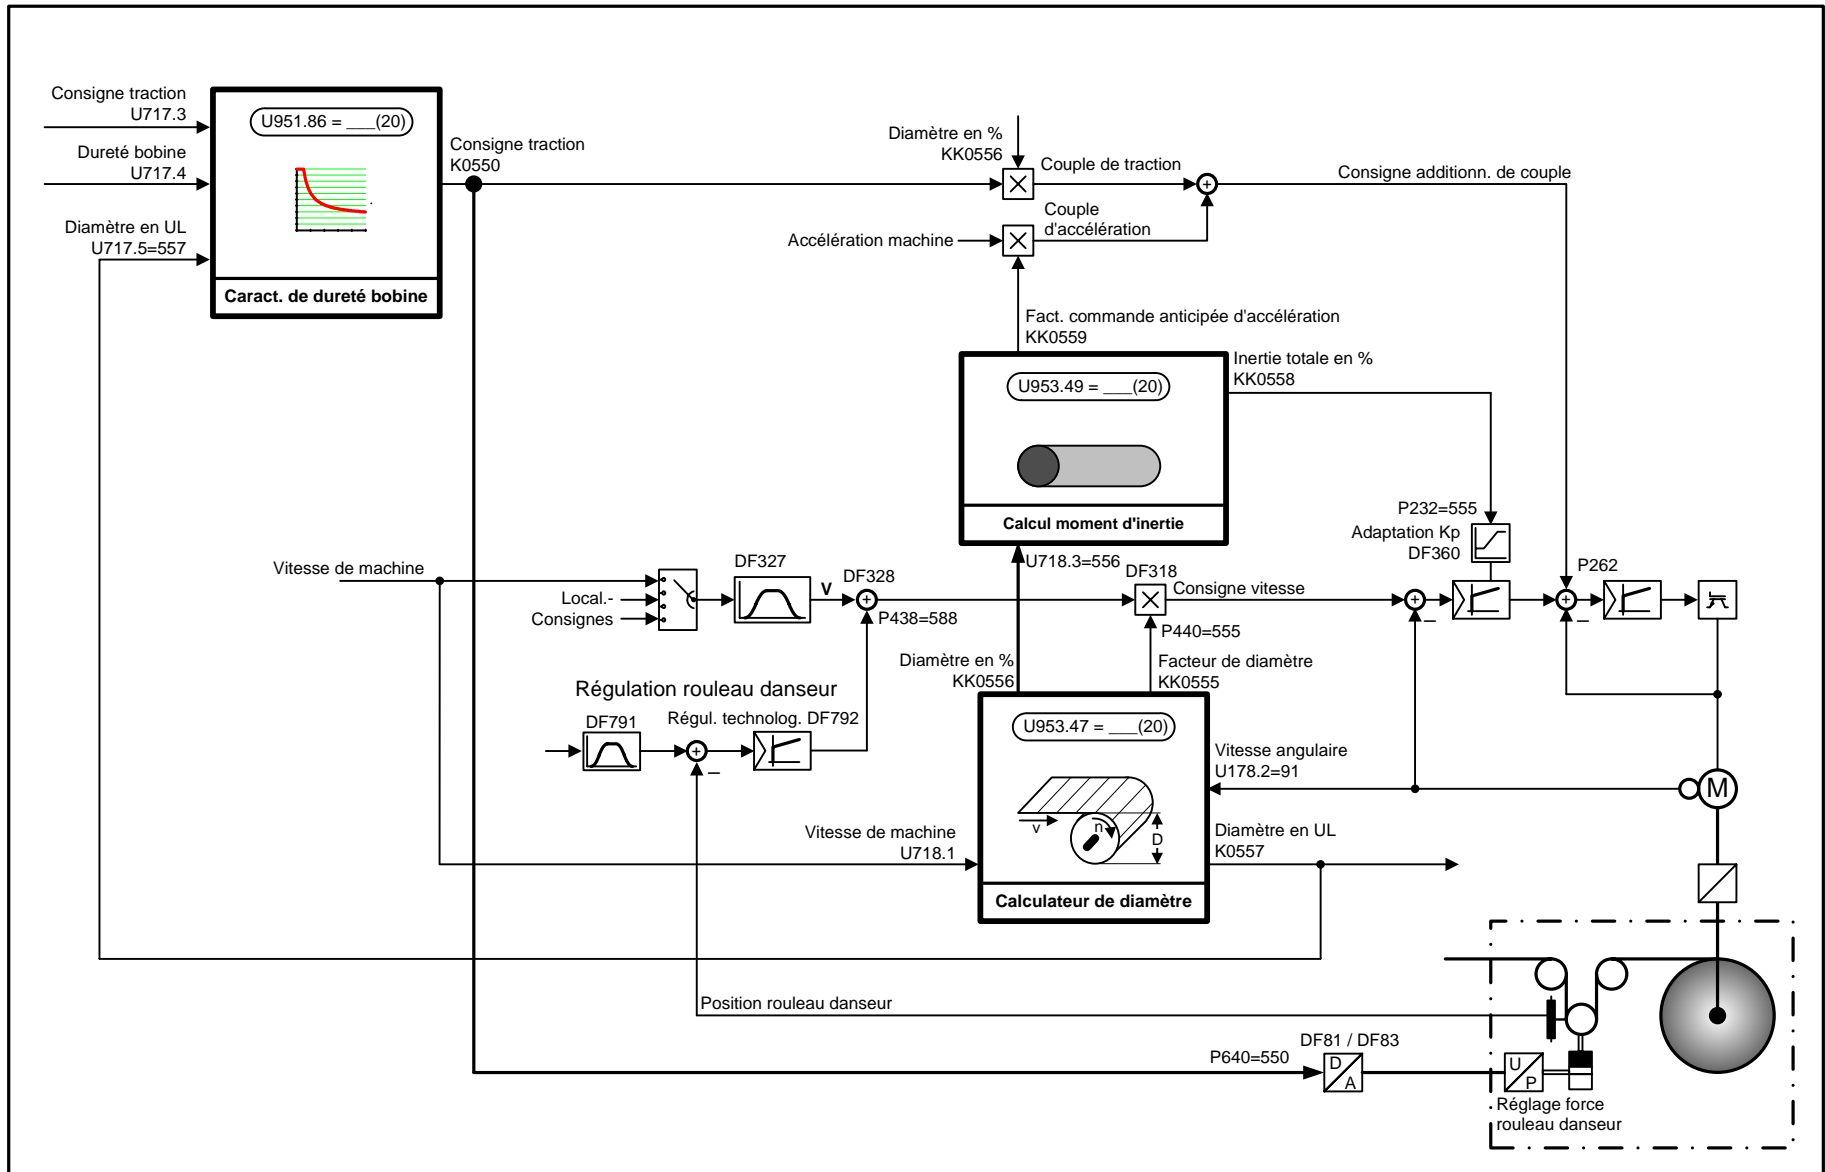 Consigne traction
U717.3
Dureté bobine
U717.4
Diamètre en UL
U717.5=557
U951.86 = ___(20)
Caract. de dureté bobine
Consigne traction
K0550
Diamètre en %
KK0556
Couple de traction
Consigne additionn. de couple
Couple
d'accélération
Accélération machine
Fact. commande anticipée d'accélération
KK0559
Inertie totale en %
KK0558
U953.49 = ___(20)
Calcul moment d'inertie
P232=555
Adaptation Kp
DF360
P262
Vitesse de machine
Local.-
Consignes
DF327
v
DF328
P438=588
U718.3=556
DF318
Consigne vitesse
P440=555
Diamètre en %
KK0556
Facteur de diamètre
KK0555
Régulation rouleau danseur
DF791
Régul. technolog. DF792
U953.47 = ___(20)
v
n
D
Calculateur de diamètre
Vitesse angulaire
U178.2=91
M
Vitesse de machine
U718.1
Diamètre en UL
K0557
Position rouleau danseur
P640=550
DF81 / DF83
D
A
U
P
Réglage force
rouleau danseur